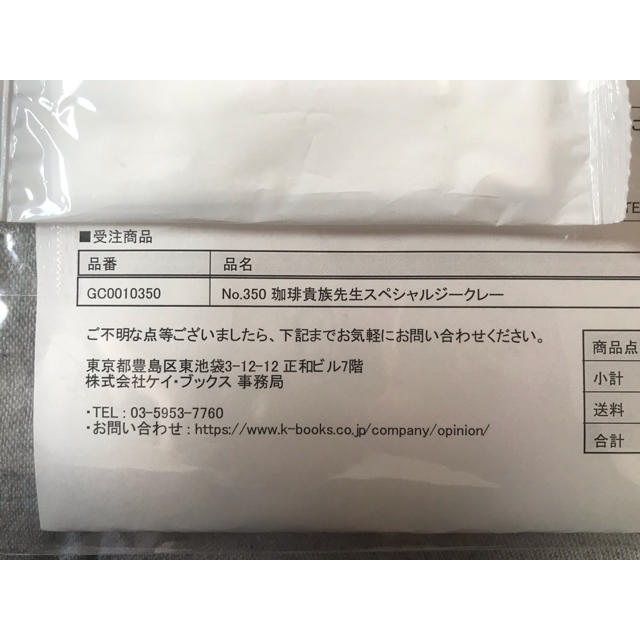 ■受注商品
品番 品名
GC0010350 No.350 珈琲貴族先生スペシャルジークレー
ご不明な点等ございましたら、下記までお気軽にお問い合わせください。
東京都豊島区東池袋3-12-12 正和ビル7階
株式会社ケイ・ブックス 事務局
・TEL : 03-5953-7760
・お問い合わせ : https://www.k-books.co.jp/company/opinion/
商品点
小計
送料
合計
TE